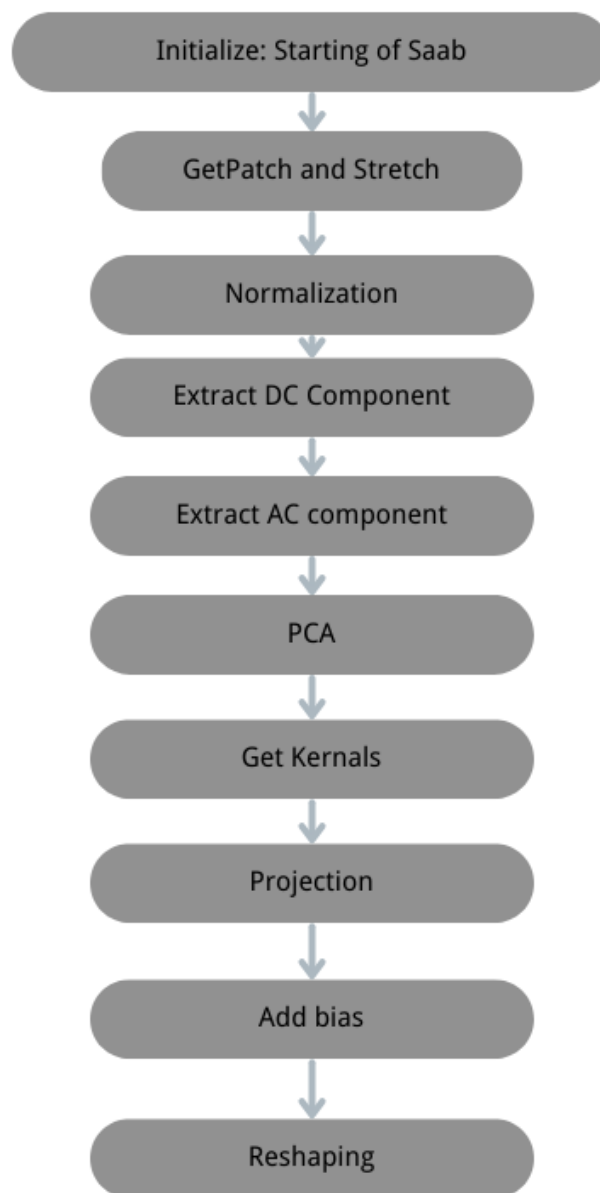 Initialize: Starting of Saab
GetPatch and Stretch
Normalization
Extract DC Component
Extract AC component
PCA
Get Kernals
Projection
Add bias
Reshaping